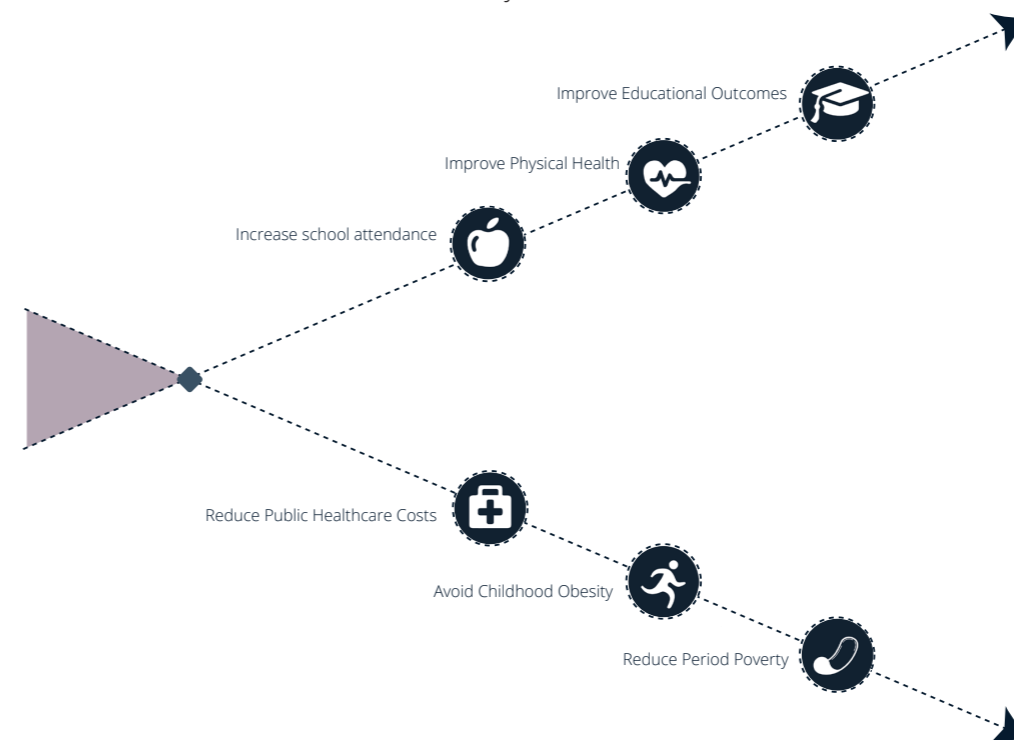 Improve Educational Outcomes
Improve Physical Health
Increase school attendance
Reduce Public Healthcare Costs
Avoid Childhood Obesity
Reduce Period Poverty